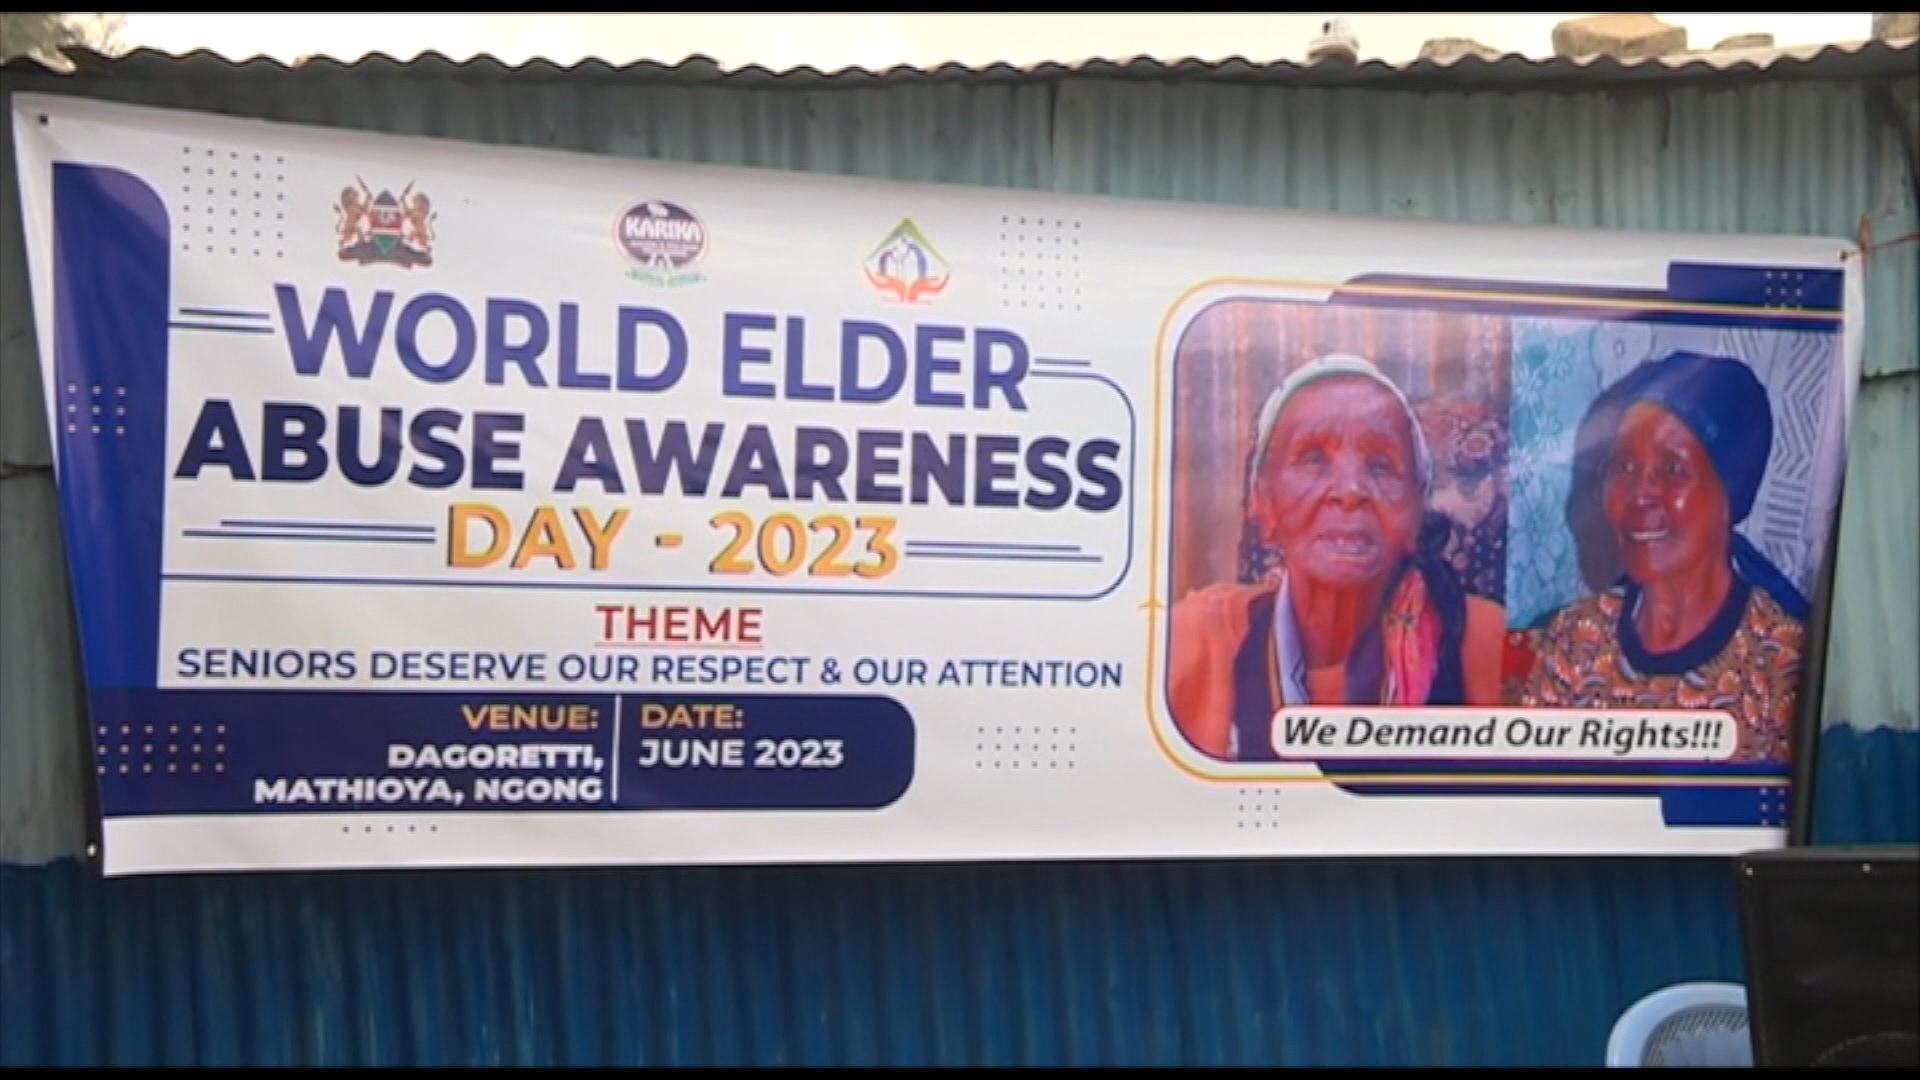 KARIKA
WORLD ELDER
ABUSE AWARENESS
DAY - 2023
THEME
SENIORS DESERVE OUR RESPECT & OUR ATTENTION
VENUE:
DAGORETTI,
MATHIOYA, NGONG
DATE:
JUNE 2023
We Demand Our Rights!!!